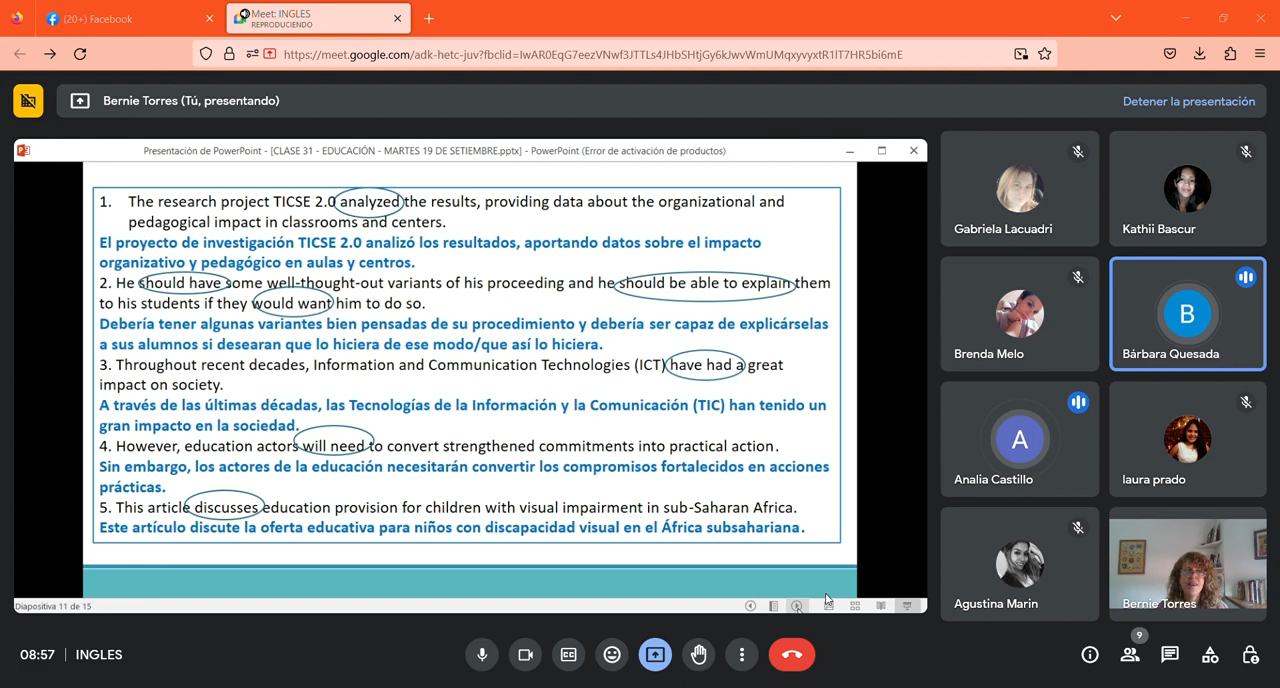 (20+) Facebook
Meet: INGLES
REPRODUCIENDO
https://meet.google.com/adk-hetc-juv?fbclid=IwAR0EqG7eezVNwf3JTTLs4JHbSHtjGy6kJwvWmUMqxyvyxtR1lT7HR5bi6mE
Bernie Torres (Tú, presentando)
Detener la presentación
Presentación de PowerPoint - [CLASE 31 - EDUCACIÓN - MARTES 19 DE SETIEMBRE.pptx] - PowerPoint (Error de activación de productos)
1. The research project TICSE 2.0 analyzed the results, providing data about the organizational and
pedagogical impact in classrooms and centers.
El proyecto de investigación TICSE 2.0 analizó los resultados, aportando datos sobre el impacto
organizativo y pedagógico en aulas y centros.
2. He should have some well-thought-out variants of his proceeding and he should be able to explain them
to his students if they would want him to do so.
Debería tener algunas variantes bien pensadas de su procedimiento y debería ser capaz de explicárselas
a sus alumnos si desearan que lo hiciera de ese modo/que así lo hiciera.
3. Throughout recent decades, Information and Communication Technologies (ICT) have had a great
impact on society.
A través de las últimas décadas, las Tecnologías de la Información y la Comunicación (TIC) han tenido un
gran impacto en la sociedad.
4. However, education actors will need to convert strengthened commitments into practical action.
Sin embargo, los actores de la educación necesitarán convertir los compromisos fortalecidos en acciones
prácticas.
5. This article discusses education provision for children with visual impairment in sub-Saharan Africa.
Este artículo discute la oferta educativa para niños con discapacidad visual en el África subsahariana.
Diapositiva 11 de 15
Gabriela Lacuadri
Kathii Bascur
Brenda Melo
B
Bárbara Quesada
A
Analia Castillo
laura prado
Agustina Marin
Bernie Torres
08:57 | INGLES
9